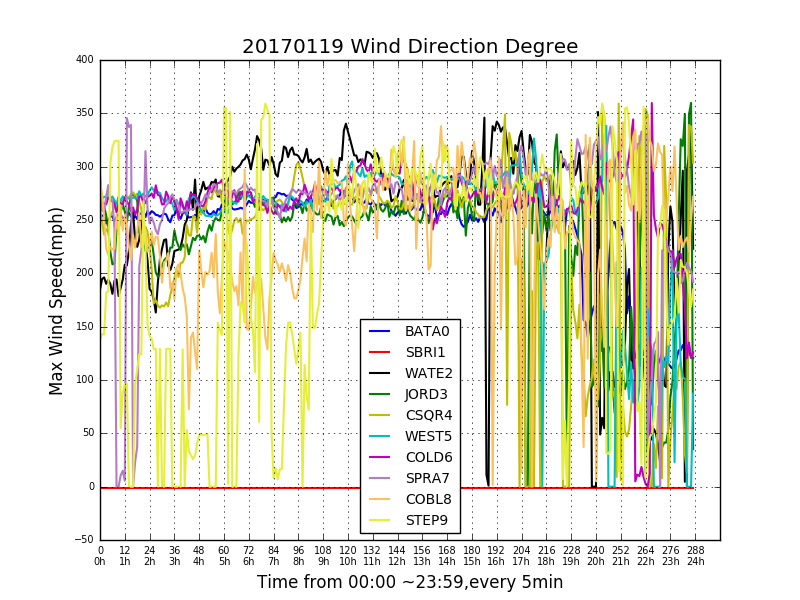 20170119 Wind Direction Degree
Max Wind Speed(mph)
400
350
300
250
200
150
100
50
0
−50
BATA0
SBRI1
WATE2
JORD3
CSQR4
WEST5
COLD6
SPRA7
COBL8
STEP9
0 12 24 36 48 60 72 84 96 108 120 132 144 156 168 180 192 204 216 228 240 252 264 276 288
0h 1h 2h 3h 4h 5h 6h 7h 8h 9h 10h 11h 12h 13h 14h 15h 16h 17h 18h 19h 20h 21h 22h 23h 24h
Time from 00:00 ~23:59,every 5min